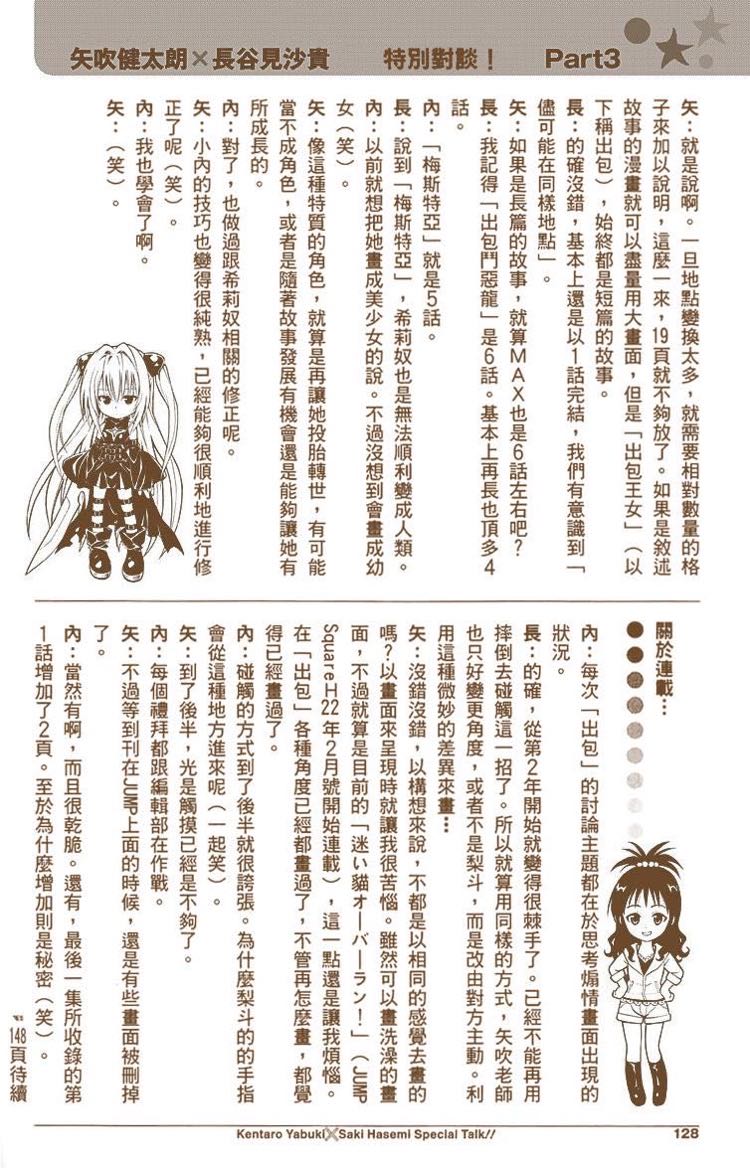 矢吹健太朗×長谷見沙貴 特別對談！ Part3
矢：就是說啊。一旦地點變換太多，就需要相對數量的格
子來加以說明，這麼一來，19頁就不夠放了。如果是敘述
故事的漫畫就可以盡量用大畫面，但是「出包王女」（以
下稱出包），始終都是短篇的故事。
長：的確沒錯，基本上還是以1話完結，我們有意識到「
儘可能在同樣地點」。
矢：如果是長篇的故事，就算MAX也是6話左右吧？
長：我記得「出包鬥惡龍」是6話。基本上再長也頂多4
話。
內：「梅斯特亞」就是5話。
長：說到「梅斯特亞」，希莉奴也是無法順利變成人類。
內：以前就想把她畫成美少女的說。不過沒想到會畫成幼
女（笑）。
矢：像這種特質的角色，就算是再讓她投胎轉世，有可能
當不成角色，或者是隨著故事發展有機會還是能夠讓她有
所成長的。
內：對了，也做過跟希莉奴相關的修正呢。
矢：小內的技巧也變得很純熟，已經能夠很順利地進行修
正了呢（笑）。
內：我也學會了啊。
矢：（笑）。
關於連載…
內：每次「出包」的討論主題都在於思考煽情畫面出現的
狀況。
長：的確，從第2年開始就變得很棘手了。已經不能再用
摔倒去碰觸這一招了。所以就算用同樣的方式，矢吹老師
也只好變更角度，或者不是梨斗，而是改由對方主動。利
用這種微妙的差異來畫…
矢：沒錯沒錯，以構想來說，不都是以相同的感覺去畫的
嗎？以畫面來呈現時就讓我很苦惱。雖然可以畫洗澡的畫
面，不過就算是目前的「迷い貓オーバーラン！」（JUMP
Square H22年2月號開始連載），這一點還是讓我煩惱。
在「出包」各種角度已經都畫過了，不管再怎麼畫，都覺
得已經畫過了。
內：碰觸的方式到了後半就很誇張。為什麼梨斗的的手指
會從這種地方進來呢（一起笑）。
矢：到了後半，光是觸摸已經是不夠了。
內：每個禮拜都跟編輯部在作戰。
矢：不過等到刊在JUMP上面的時候，還是有些畫面被刪掉
了。
內：當然有啊，而且很乾脆。還有，最後一集所收錄的第
1話增加了2頁。至於為什麼增加則是秘密（笑）。
148頁待續
Kentaro Yabuki×Saki Hasemi Special Talk//
128